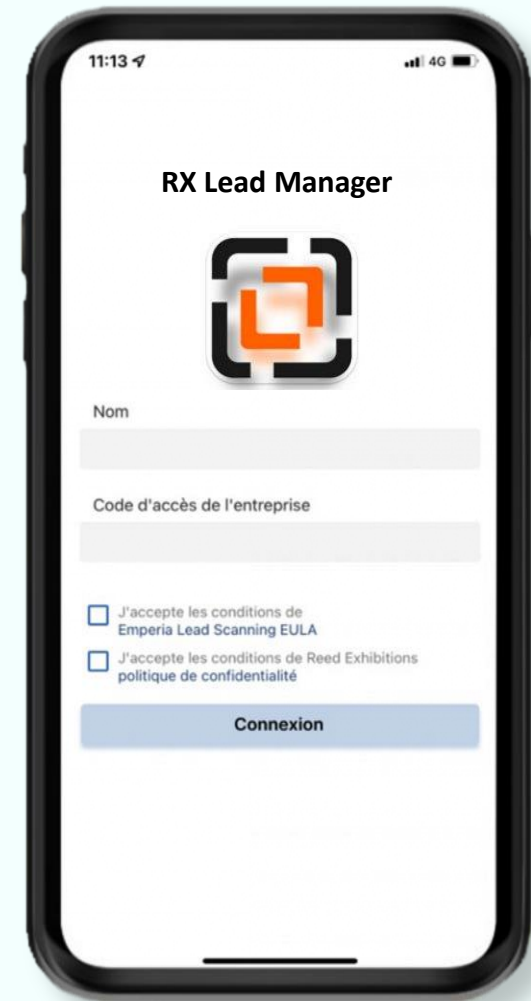 11:13
4G
RX Lead Manager
Nom
Code d'accès de l'entreprise
J'accepte les conditions de
Emperia Lead Scanning EULA
J'accepte les conditions de Reed Exhibitions
politique de confidentialité
Connexion